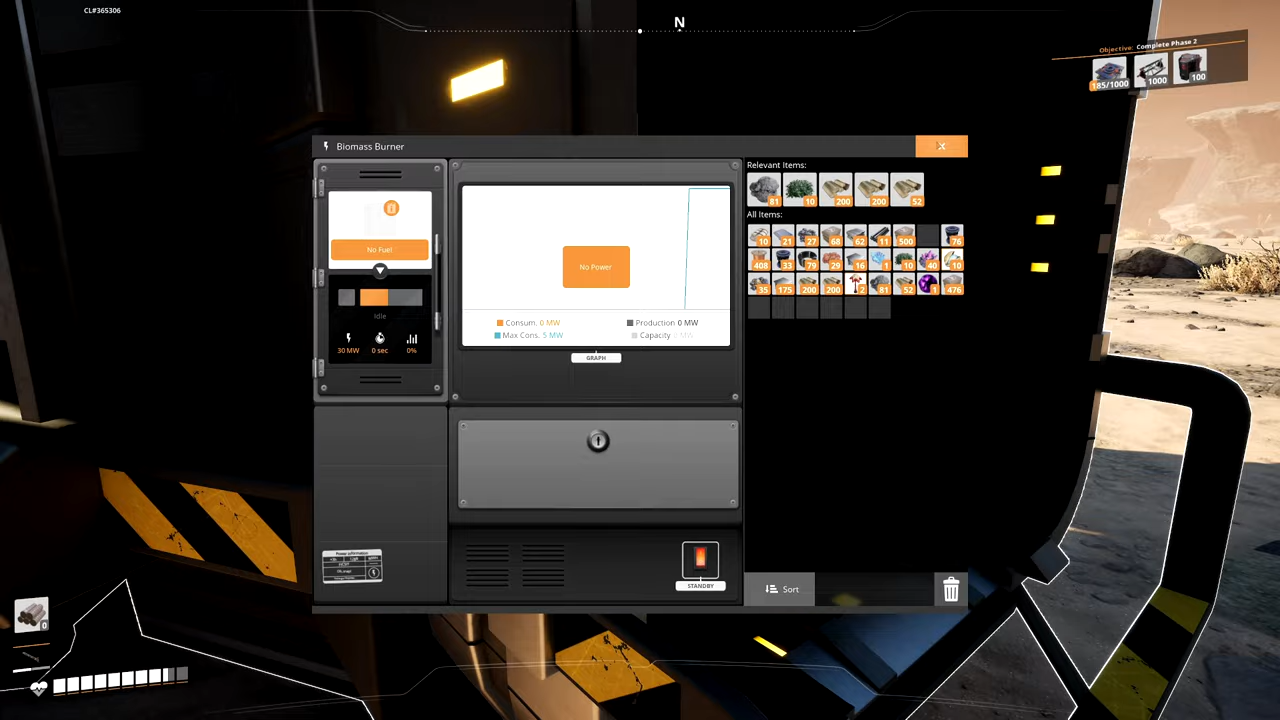 CL#365306
N
Objective: Complete Phase 2
185/1000
1000
100
Biomass Burner
Relevant Items:
81
10
200
200
52
No Fuel
All Items:
10
21
27
68
62
11
500
76
408
33
79
29
16
1
10
40
10
35
175
200
200
2
81
52
1
476
No Power
Idle
Consum. 0 MW
Production 0 MW
Max Cons. 5 MW
Capacity
MW
30 MW
0 sec
0%
GRAPH
STANDBY
Sort
0